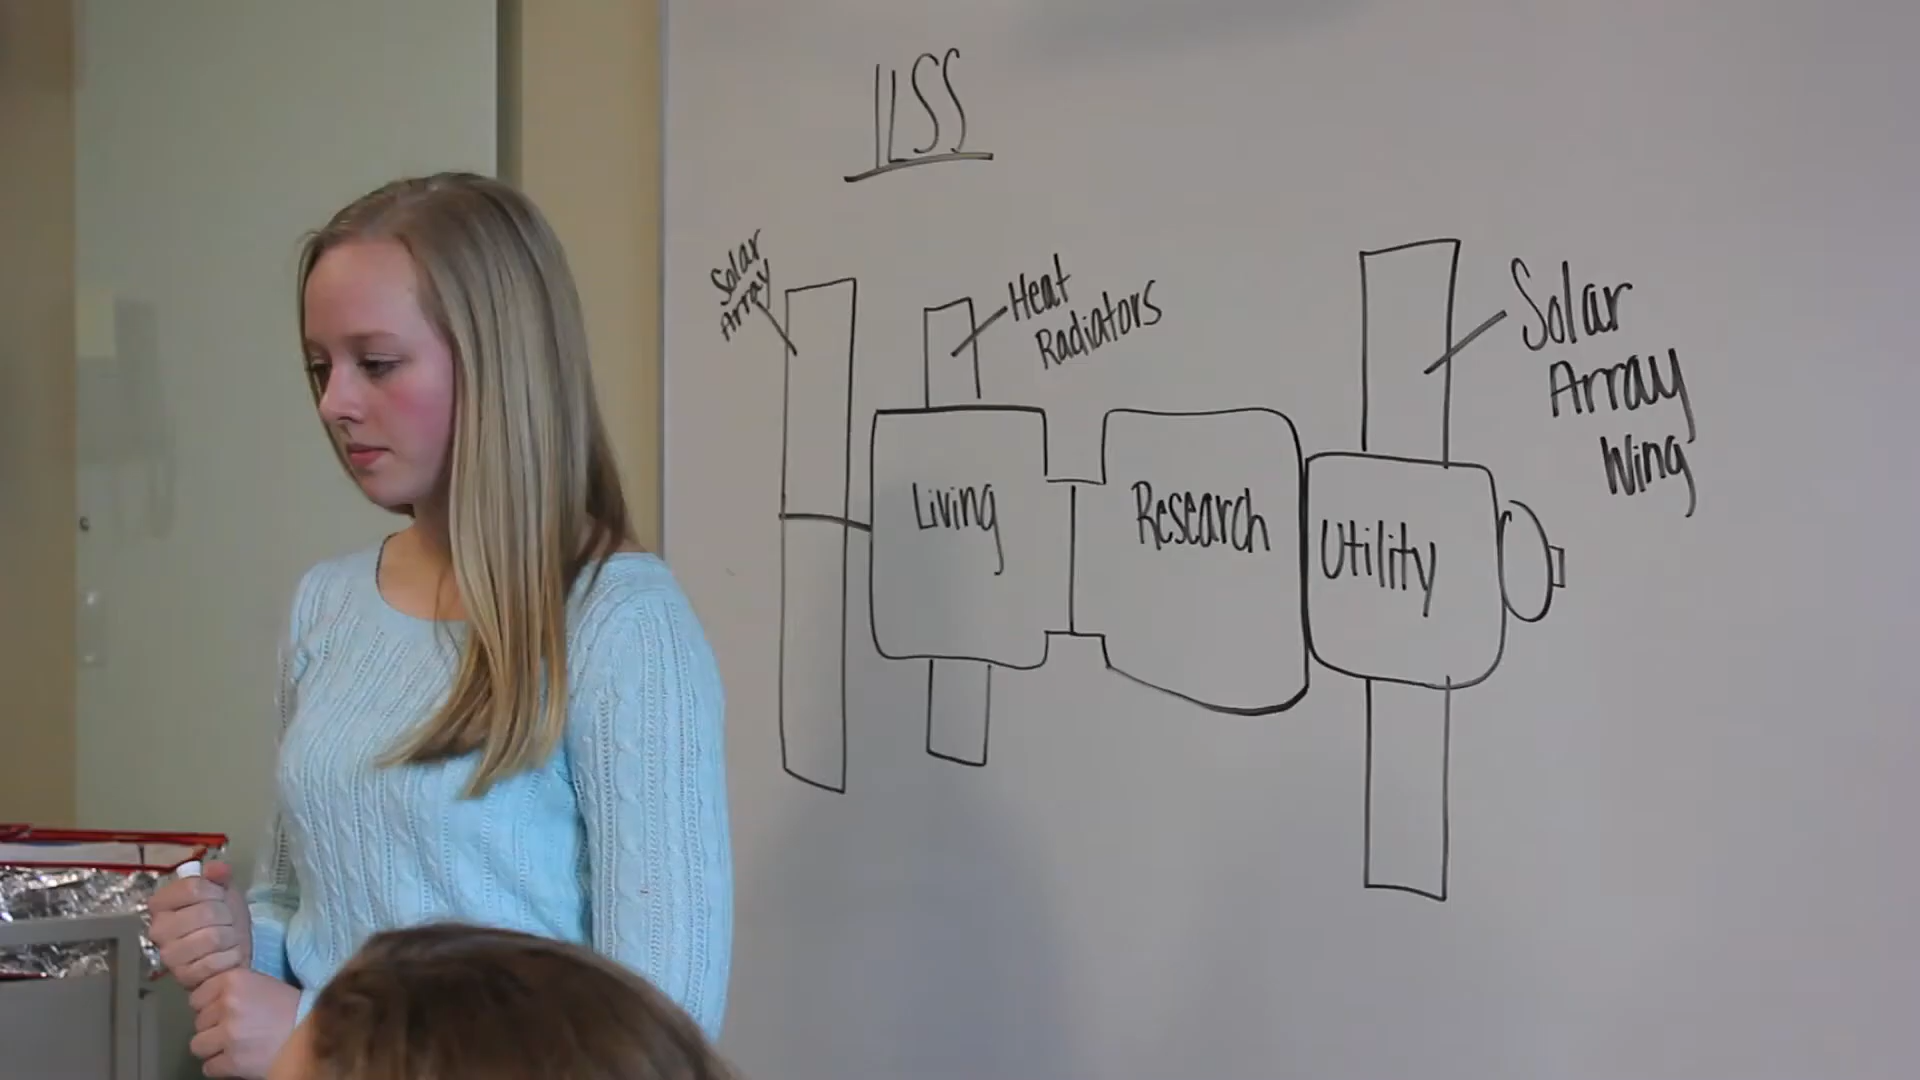 ILSS
Solar
Array
Heat
Radiators
Solar
Array
Wing
Living
Research
Utility